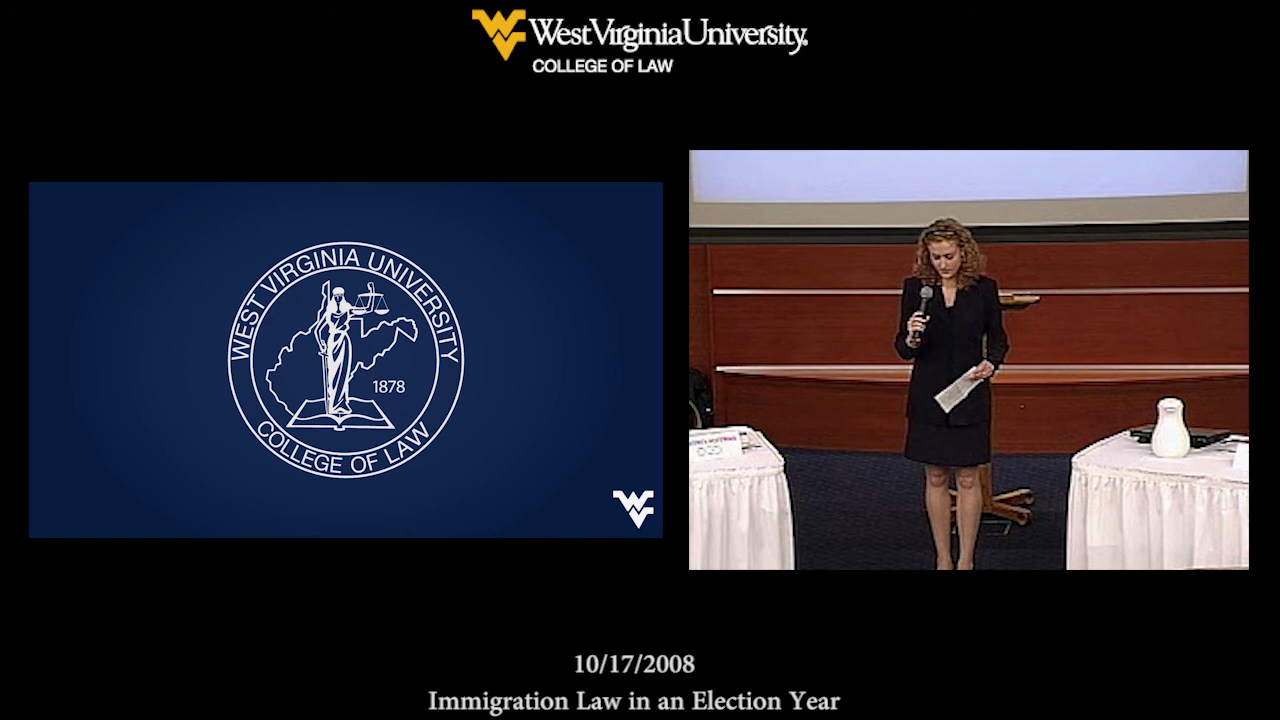 WestVirginiaUniversity.
COLLEGE OF LAW
WEST VIRGINIA UNIVERSITY
1878
COLLEGE OF LAW
WV
10/17/2008
Immigration Law in an Election Year